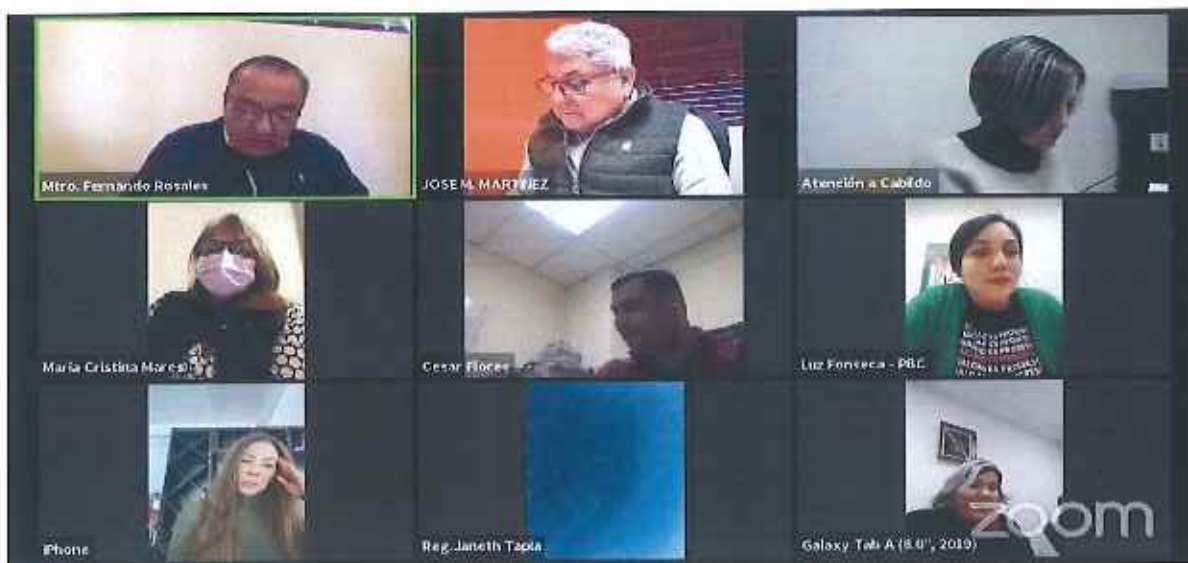 Mtro. Fernando Rosales
JOSE M. MARTINEZ
Atención a Cabildo
Maria Cristina Mares
Cesar Flores
Luz Fonseca - PBC
iPhone
Reg. Janeth Tapia
Galaxy Tab A (8.0", 2019)
zoom